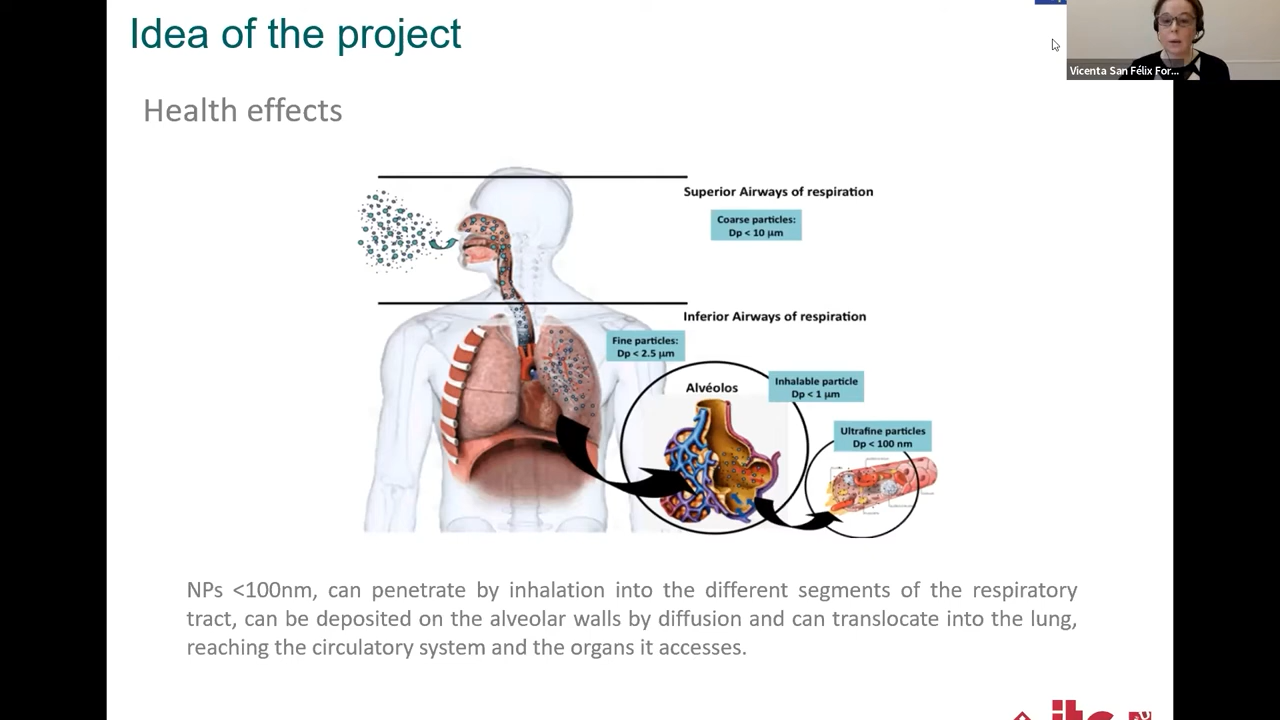 Idea of the project
Vicenta San Félix For...
Health effects
Superior Airways of respiration
Coarse particles:
Dp < 10 µm
Inferior Airways of respiration
Fine particles:
Dp < 2.5 µm
Alvéolos
Inhalable particle
Dp < 1 µm
Ultrafine particles
Dp < 100 nm
NPs <100nm, can penetrate by inhalation into the different segments of the respiratory
tract, can be deposited on the alveolar walls by diffusion and can translocate into the lung,
reaching the circulatory system and the organs it accesses.